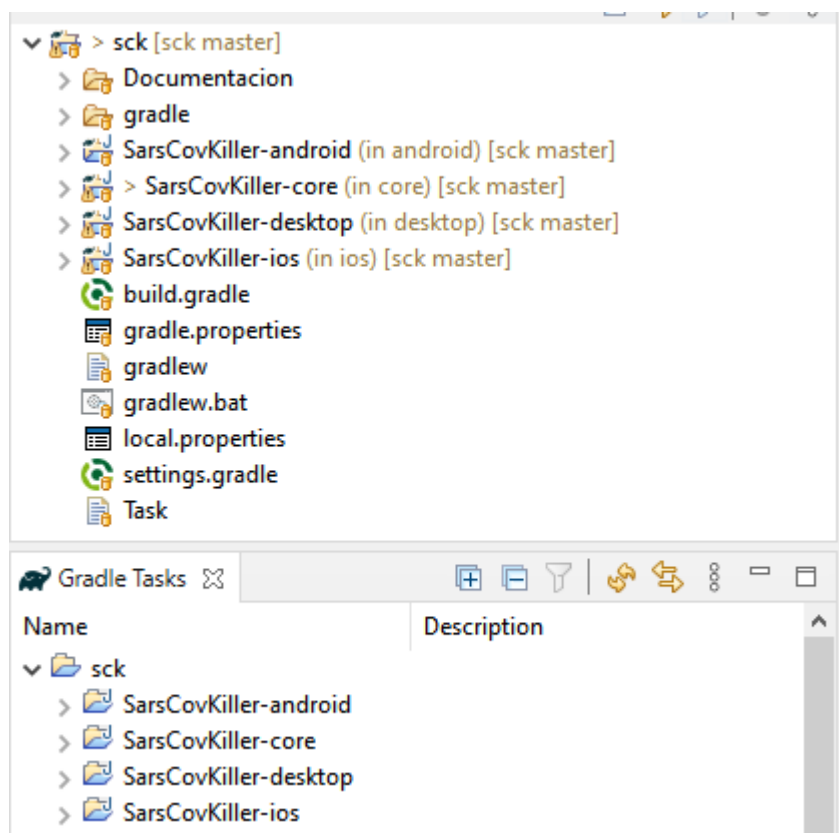 > sck [sck master]
Documentacion
gradle
SarsCovKiller-android (in android) [sck master]
> SarsCovKiller-core (in core) [sck master]
SarsCovKiller-desktop (in desktop) [sck master]
SarsCovKiller-ios (in ios) [sck master]
build.gradle
gradle.properties
gradlew
gradlew.bat
local.properties
settings.gradle
Task
Gradle Tasks
Name Description
sck
SarsCovKiller-android
SarsCovKiller-core
SarsCovKiller-desktop
SarsCovKiller-ios